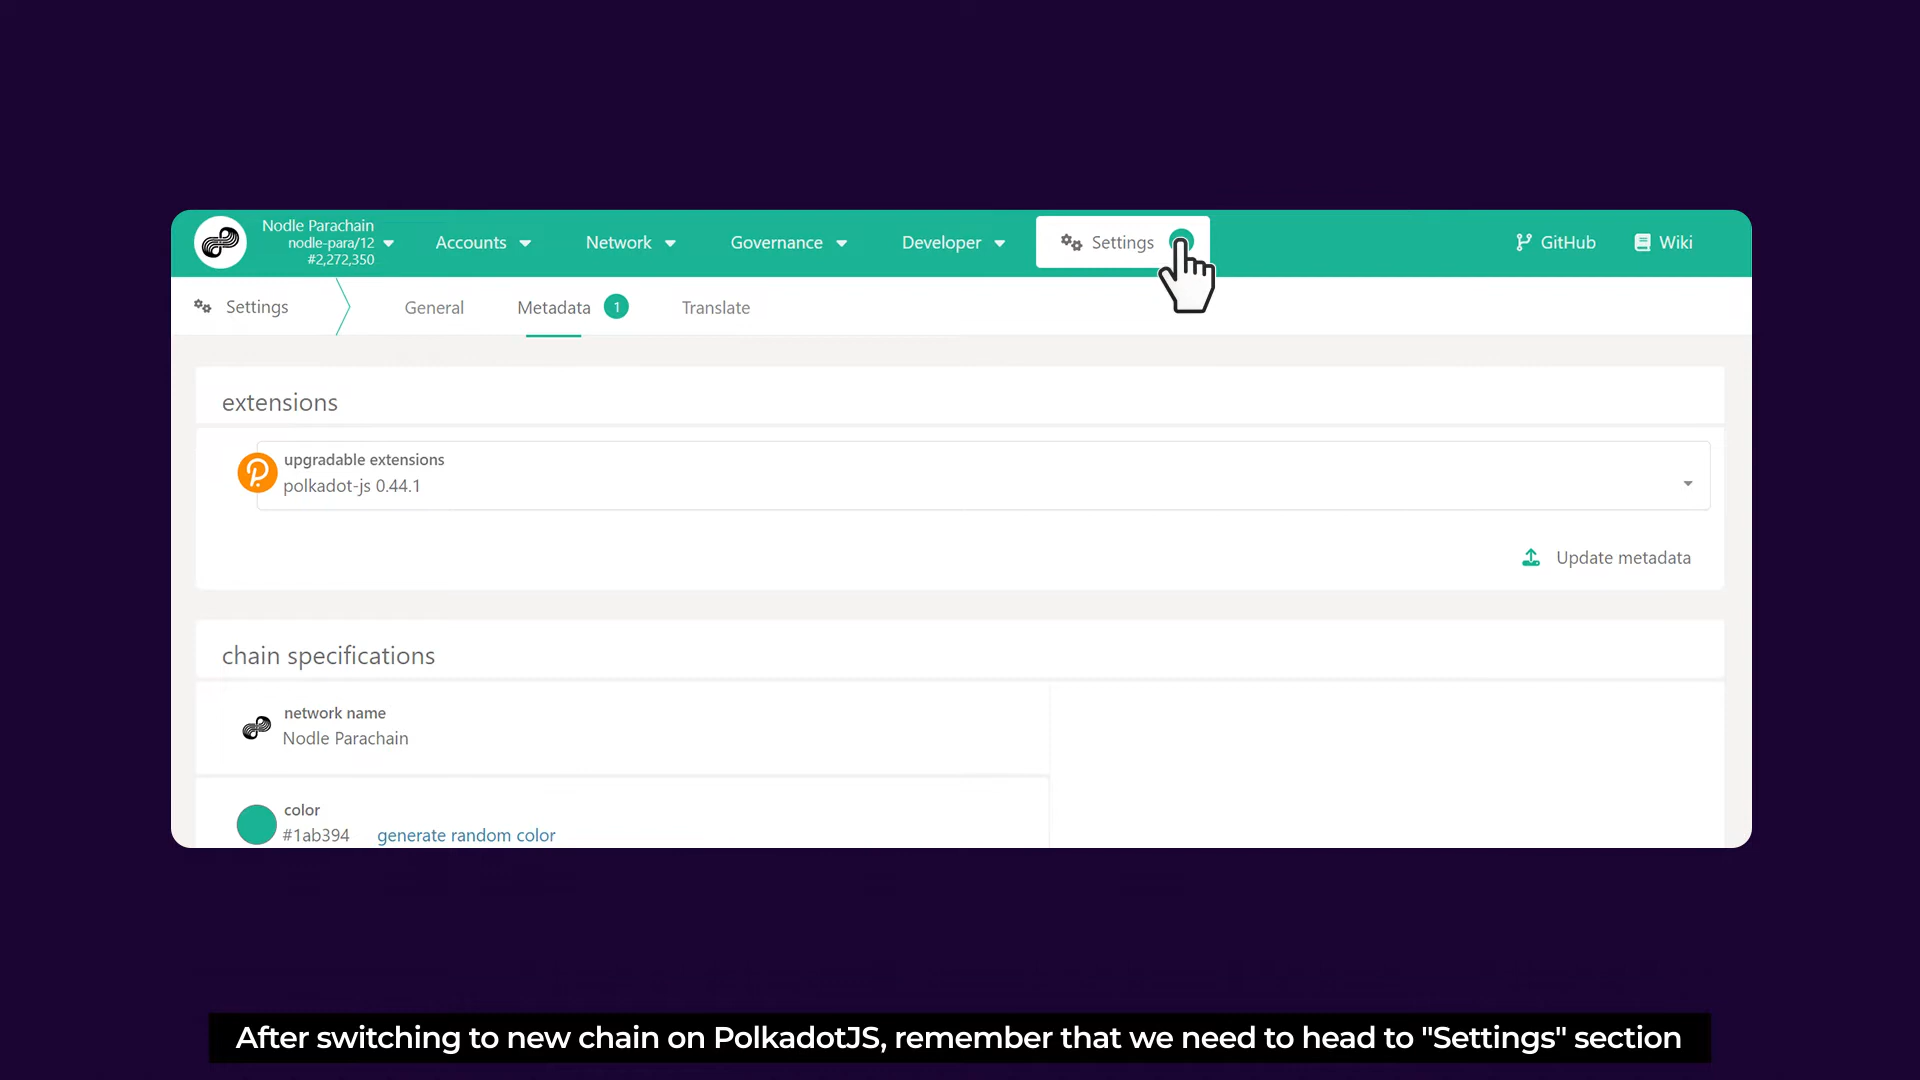 Nodle Parachain
nodle-para/12
#2,272,350
Accounts
Network
Governance
Developer
Settings
GitHub
Wiki
Settings
General
Metadata
1
Translate
extensions
upgradable extensions
polkadot-js 0.44.1
Update metadata
chain specifications
network name
Nodle Parachain
color
#1ab394
generate random color
After switching to new chain on PolkadotJS, remember that we need to head to "Settings" section